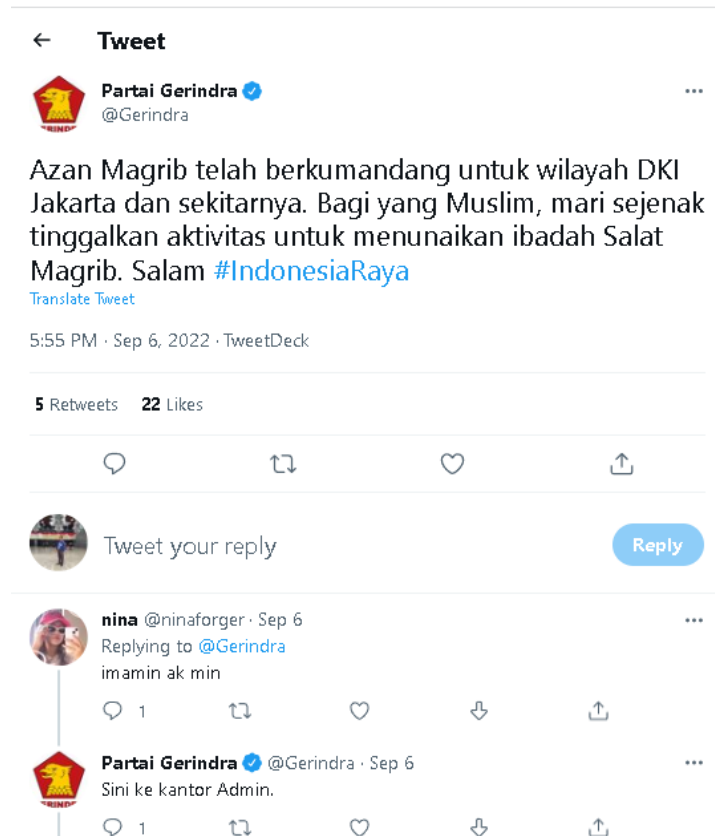 Tweet
Partai Gerindra
@Gerindra
Azan Magrib telah berkumandang untuk wilayah DKI
Jakarta dan sekitarnya. Bagi yang Muslim, mari sejenak
tinggalkan aktivitas untuk menunaikan ibadah Salat
Magrib. Salam #IndonesiaRaya
Translate Tweet
5:55 PM · Sep 6, 2022 · TweetDeck
5 Retweets 22 Likes
Tweet your reply
Reply
nina @ninaforger · Sep 6
Replying to @Gerindra
imamin ak min
1
Partai Gerindra @Gerindra · Sep 6
Sini ke kantor Admin.
1